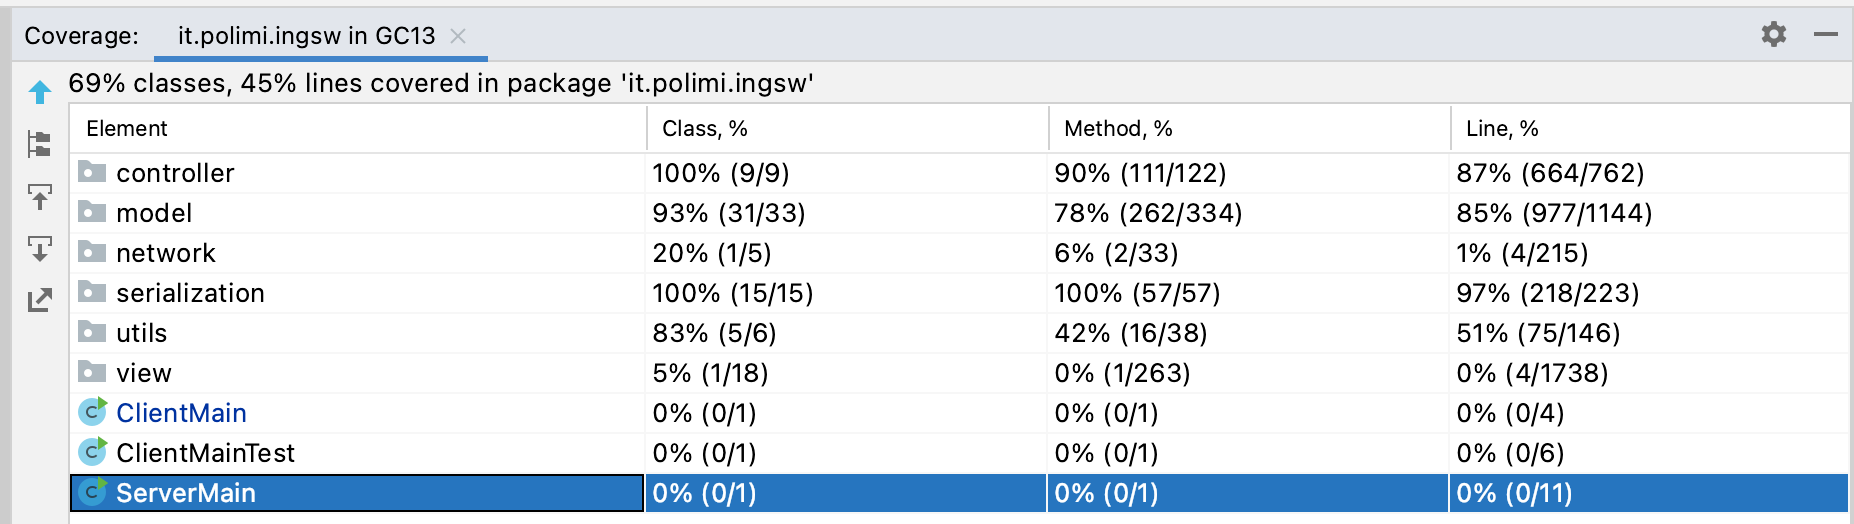 Coverage: it.polimi.ingsw in GC13
69% classes, 45% lines covered in package 'it.polimi.ingsw'
Element Class, % Method, % Line, %
controller 100% (9/9) 90% (111/122) 87% (664/762)
model 93% (31/33) 78% (262/334) 85% (977/1144)
network 20% (1/5) 6% (2/33) 1% (4/215)
serialization 100% (15/15) 100% (57/57) 97% (218/223)
utils 83% (5/6) 42% (16/38) 51% (75/146)
view 5% (1/18) 0% (1/263) 0% (4/1738)
C ClientMain 0% (0/1) 0% (0/1) 0% (0/4)
C ClientMainTest 0% (0/1) 0% (0/1) 0% (0/6)
C ServerMain 0% (0/1) 0% (0/1) 0% (0/11)